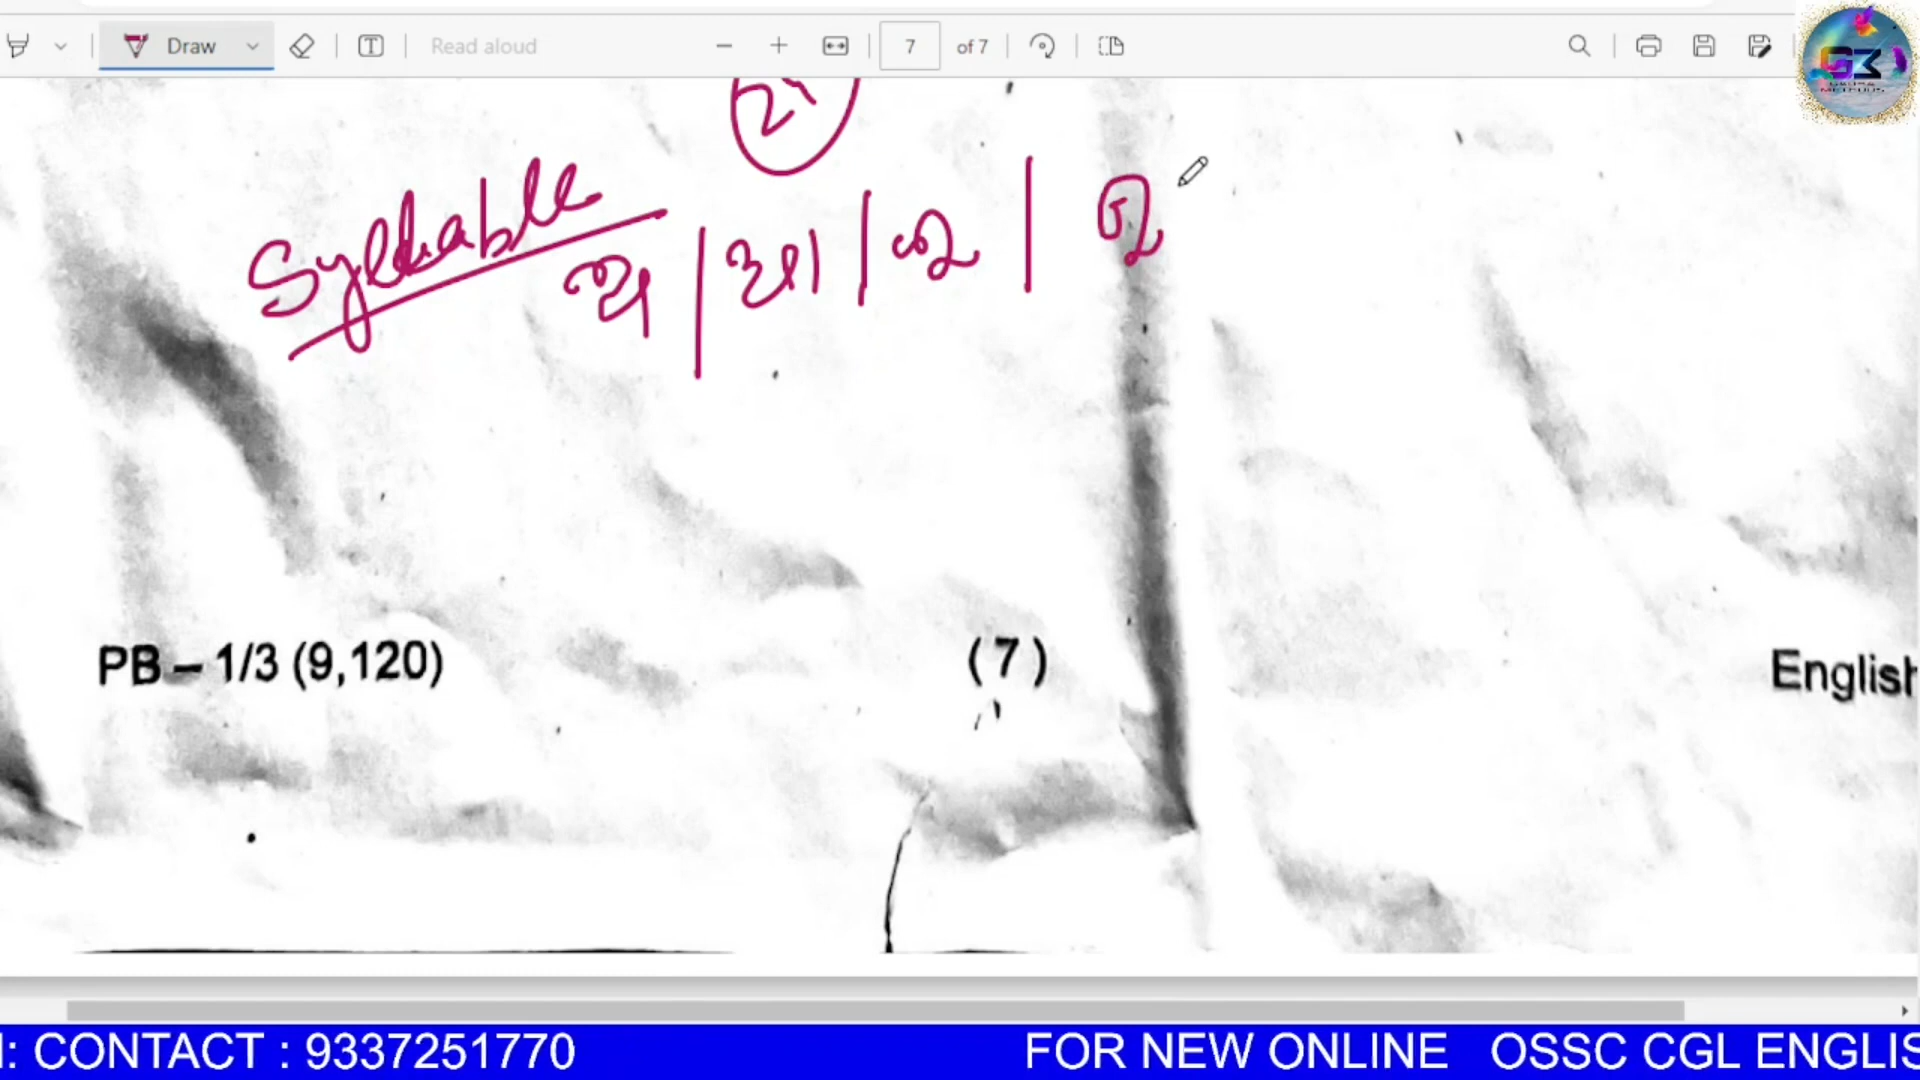 Draw
Read aloud
7 of 7
G3
Syllable
ଅ | ଆ | ଇ | ଉ
PB – 1/3 (9,120)
( 7 )
English
: CONTACT : 9337251770 FOR NEW ONLINE OSSC CGL ENGLIS